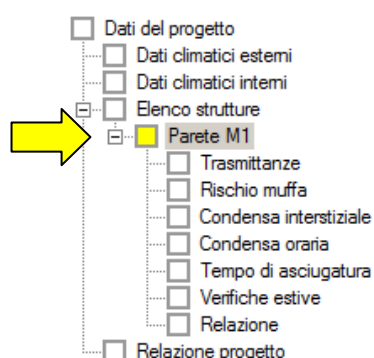 Dati del progetto
Dati climatici esterni
Dati climatici interni
Elenco strutture
Parete M1
Trasmittanze
Rischio muffa
Condensa interstiziale
Condensa oraria
Tempo di asciugatura
Verifiche estive
Relazione
Relazione progetto